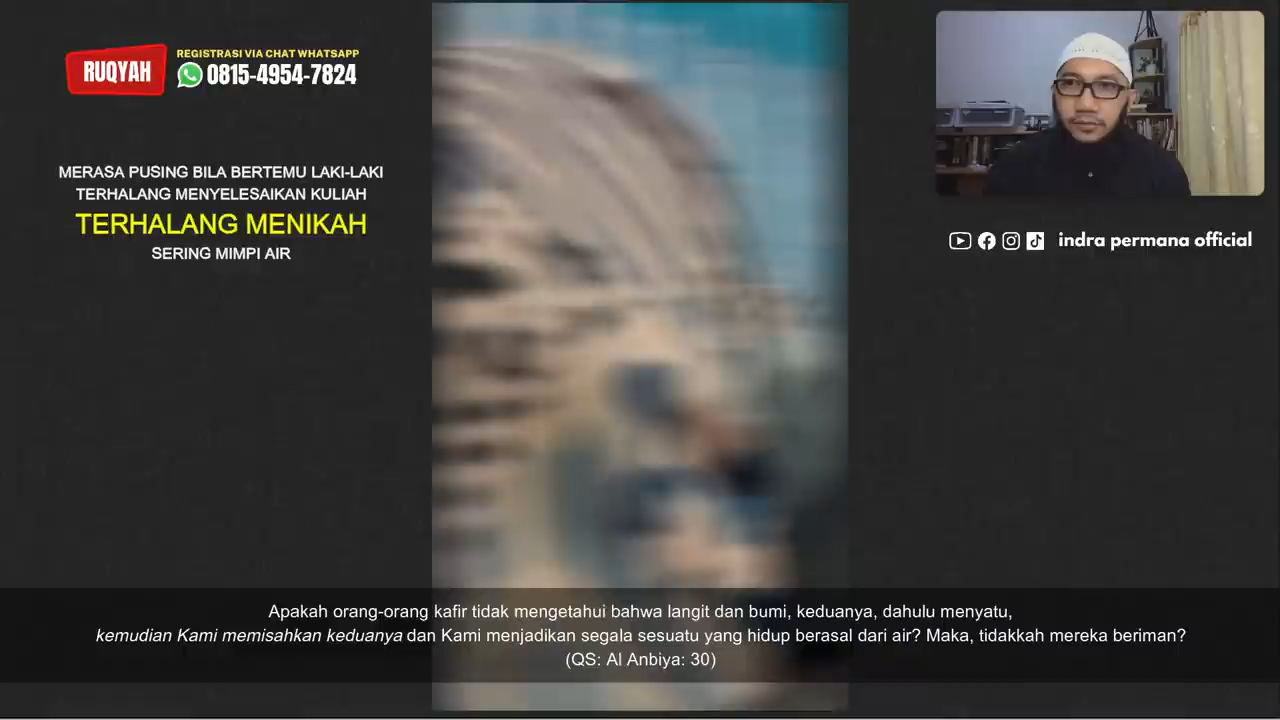 RUQYAH
REGISTRASI VIA CHAT WHATSAPP
0815-4954-7824
MERASA PUSING BILA BERTEMU LAKI-LAKI
TERHALANG MENYELESAIKAN KULIAH
TERHALANG MENIKAH
SERING MIMPI AIR
indra permana official
Apakah orang-orang kafir tidak mengetahui bahwa langit dan bumi, keduanya, dahulu menyatu,
kemudian Kami memisahkan keduanya dan Kami menjadikan segala sesuatu yang hidup berasal dari air? Maka, tidakkah mereka beriman?
(QS: Al Anbiya: 30)